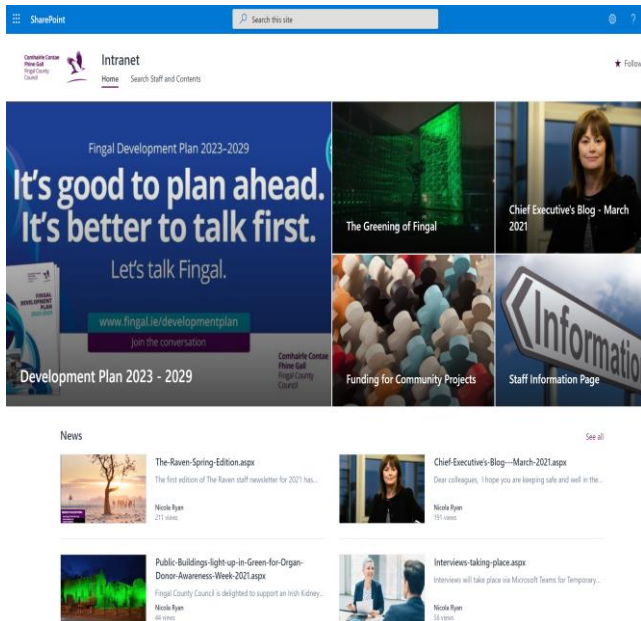 SharePoint
Search this site
?
Comhairle Contae
Fhine Gall
Fingal County
Council
Intranet
Home Search Staff and Contents
Follow
Fingal Development Plan 2023–2029
It's good to plan ahead.
It's better to talk first.
Let's talk Fingal.
FINGAL
DEVELOPMENT
PLAN
www.fingal.ie/developmentplan
Join the conversation
Comhairle Contae
Fhine Gall
Fingal County
Council
Development Plan 2023 - 2029
The Greening of Fingal
Chief Executive's Blog - March
2021
Funding for Community Projects
Informatio
Staff Information Page
News
See all
The-Raven-Spring-Edition.aspx
The first edition of The Raven staff newsletter for 2021 has...
Nicola Ryan
211 views
Chief-Executive's-Blog---March-2021.aspx
Dear colleagues, I hope you are keeping safe and well in the...
Nicola Ryan
191 views
Public-Buildings-light-up-in-Green-for-Organ-
Donor-Awareness-Week-2021.aspx
Fingal County Council is delighted to support an Irish Kidney...
Nicola Ryan
44 views
Interviews-taking-place.aspx
Interviews will take place via Microsoft Teams for Temporary...
Nicola Ryan
56 views